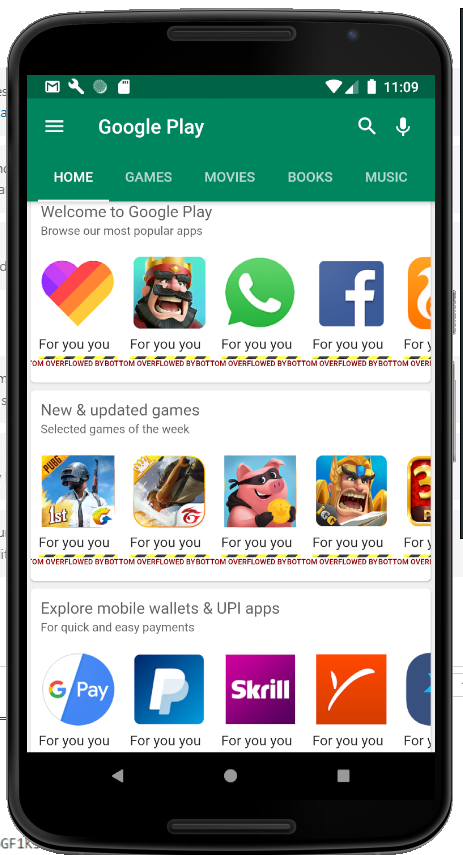 11:09
Google Play
HOME GAMES MOVIES BOOKS MUSIC
Welcome to Google Play
Browse our most popular apps
For you you For you you For you you For you you For y
TOM OVERFLOWED BY BOTTOM OVERFLOWED BY BOTTOM OVERFLOWED BY BOTTOM OVERFLOWED BY BOTTOM OVERF
New & updated games
Selected games of the week
PUBG
1st
IGG
For you you For you you For you you For you you For y
TOM OVERFLOWED BY BOTTOM OVERFLOWED BY BOTTOM OVERFLOWED BY BOTTOM OVERFLOWED BY BOTTOM OVERF
Explore mobile wallets & UPI apps
For quick and easy payments
G Pay Skrill
For you you For you you For you you For you you For y
GF1K